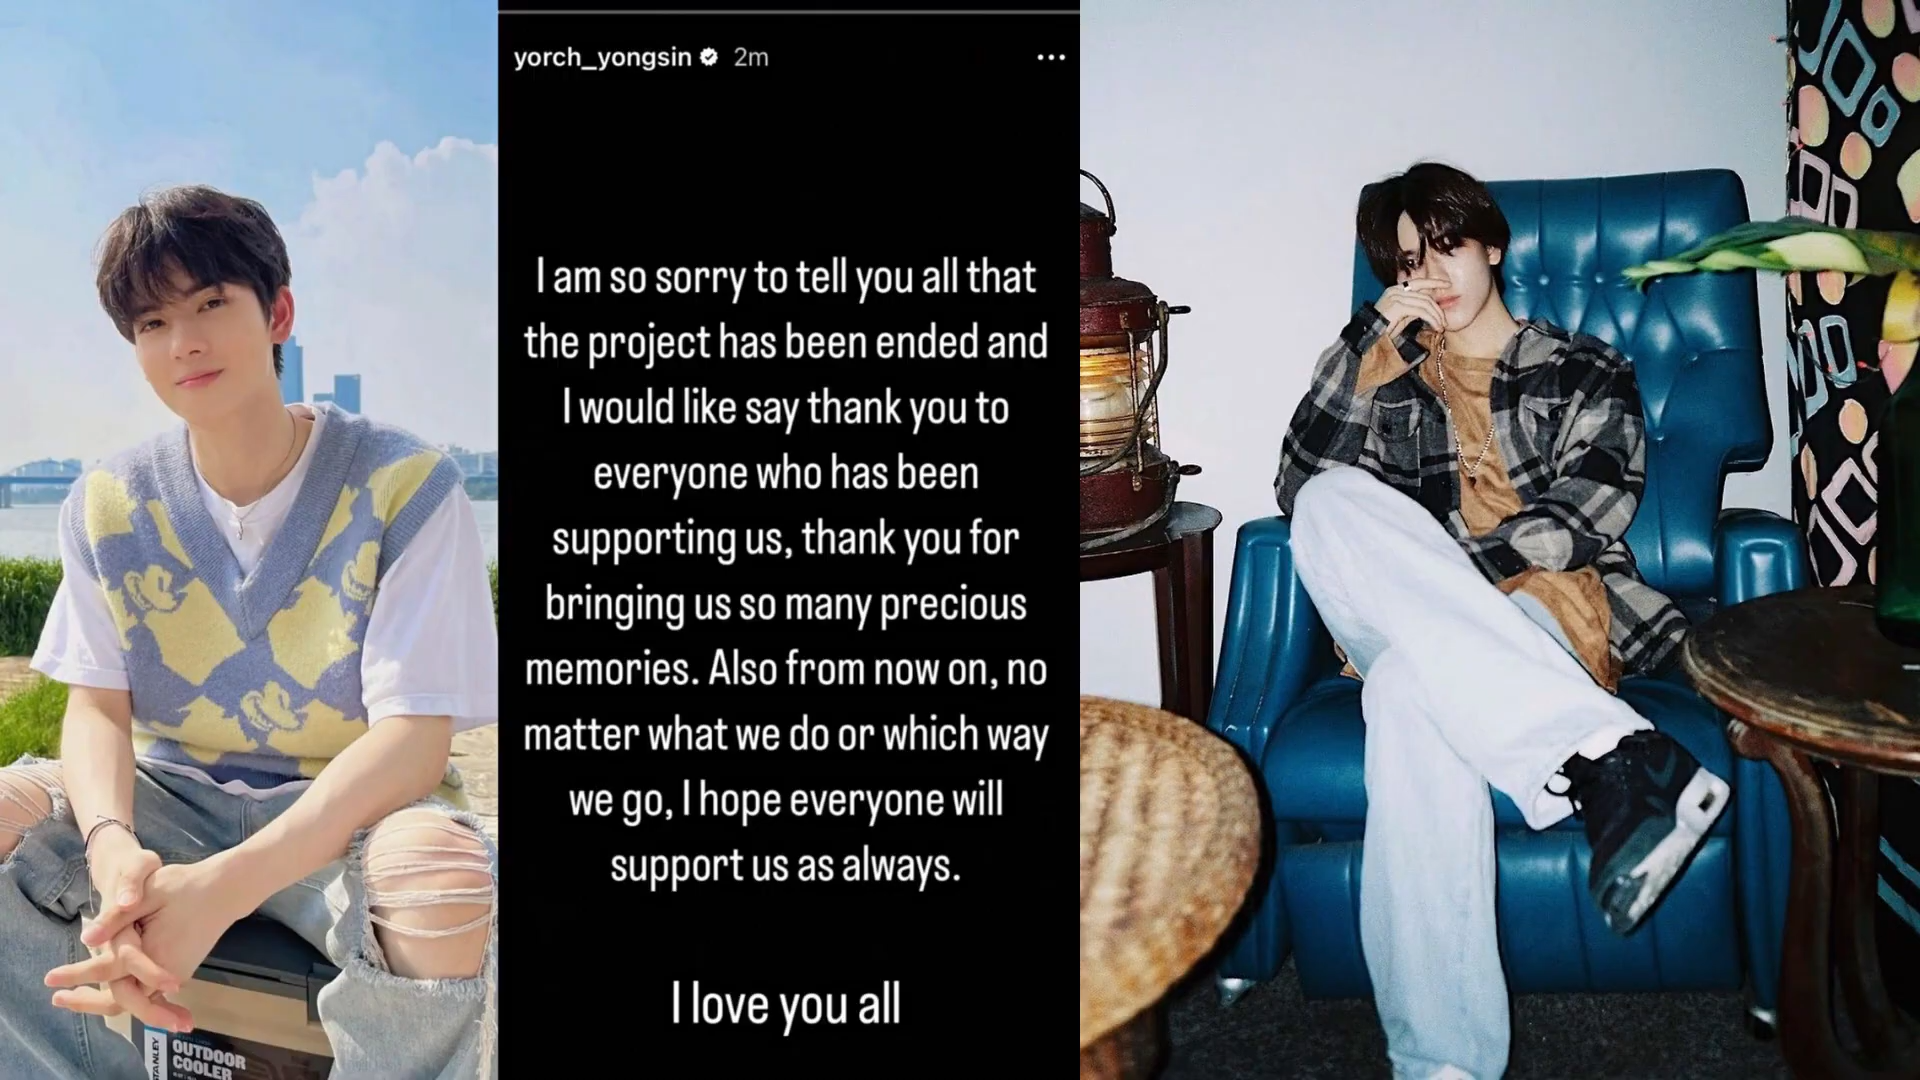 yorch_yongsin 2m
I am so sorry to tell you all that
the project has been ended and
I would like say thank you to
everyone who has been
supporting us, thank you for
bringing us so many precious
memories. Also from now on, no
matter what we do or which way
we go, I hope everyone will
support us as always.
I love you all
STANLEY
OUTDOOR
COOLER